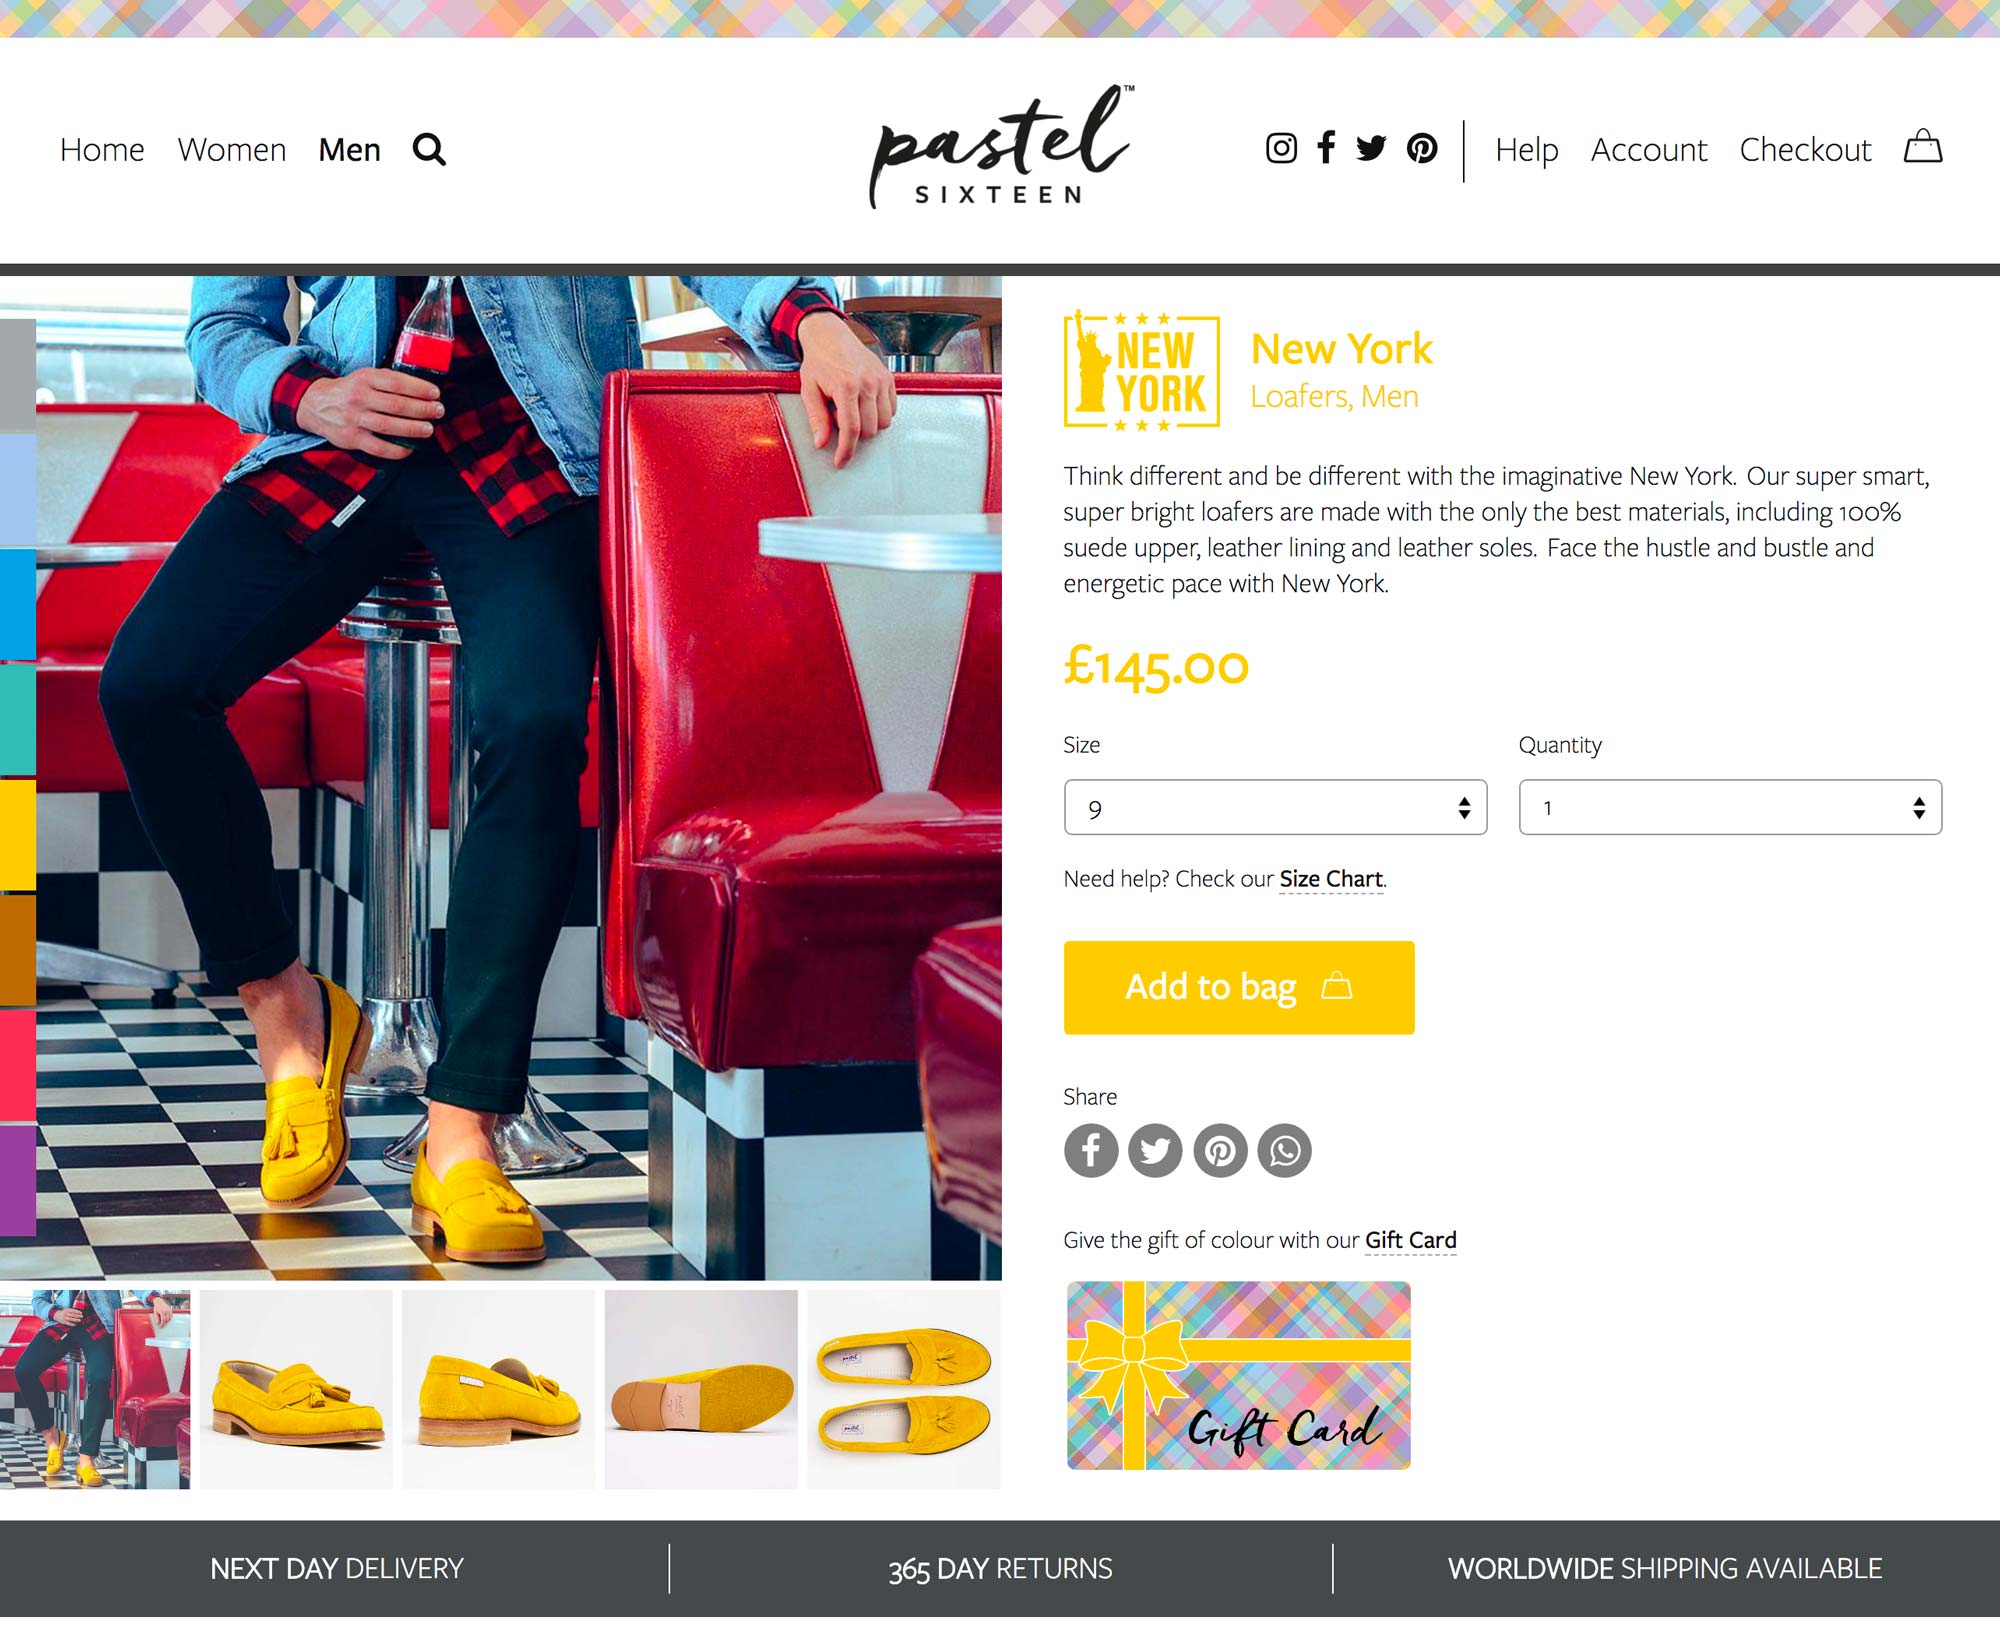 Home Women Men
pastel™
SIXTEEN
Help Account Checkout
NEW
YORK
New York
Loafers, Men
Think different and be different with the imaginative New York. Our super smart,
super bright loafers are made with the only the best materials, including 100%
suede upper, leather lining and leather soles. Face the hustle and bustle and
energetic pace with New York.
£145.00
Size
Quantity
9
1
Need help? Check our Size Chart.
Add to bag
Share
Give the gift of colour with our Gift Card
Gift Card
NEXT DAY DELIVERY
365 DAY RETURNS
WORLDWIDE SHIPPING AVAILABLE